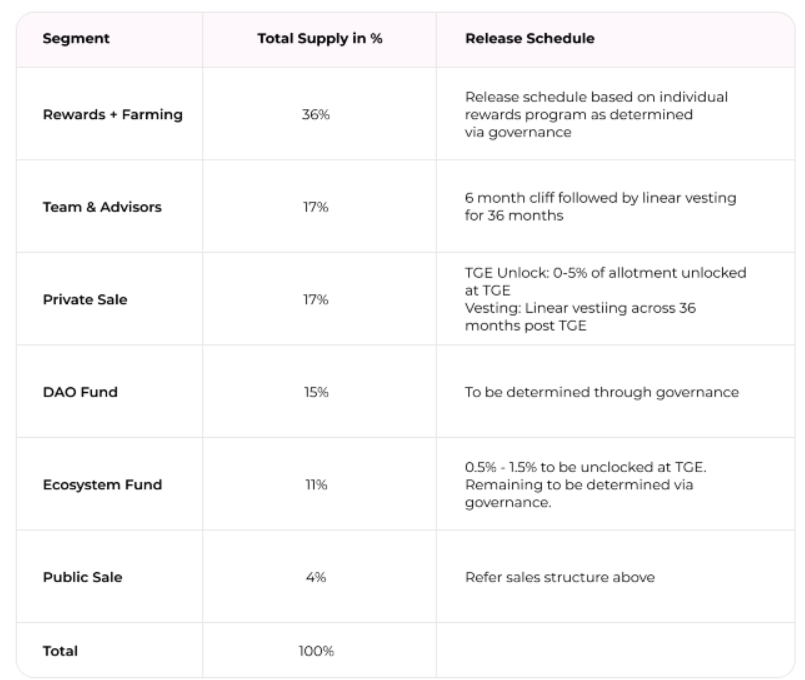 Segment
Total Supply in %
Release Schedule
Rewards + Farming
36%
Release schedule based on individual
rewards program as determined
via governance
Team & Advisors
17%
6 month cliff followed by linear vesting
for 36 months
Private Sale
17%
TGE Unlock: 0-5% of allotment unlocked
at TGE
Vesting: Linear vestiing across 36
months post TGE
DAO Fund
15%
To be determined through governance
Ecosystem Fund
11%
0.5% - 1.5% to be unclocked at TGE.
Remaining to be determined via
governance.
Public Sale
4%
Refer sales structure above
Total
100%